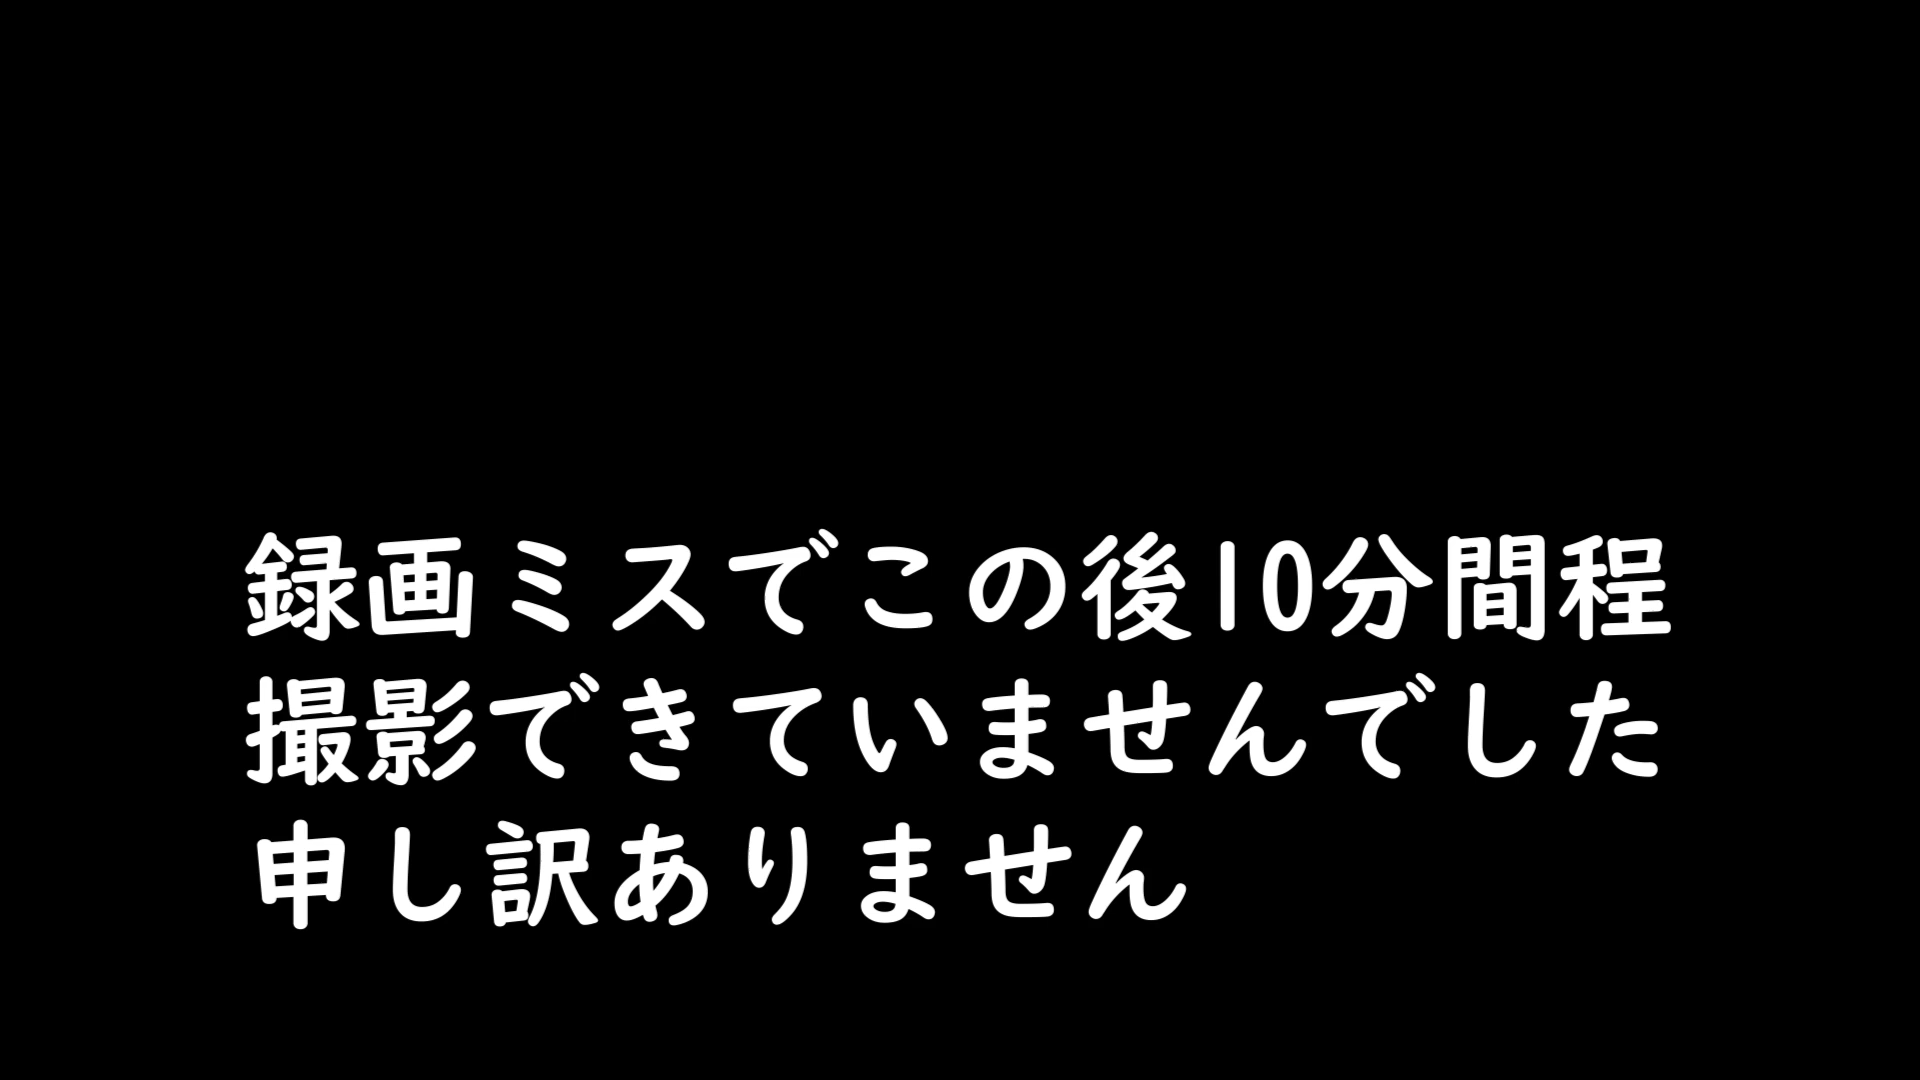 録画ミスでこの後10分間程
撮影できていませんでした
申し訳ありません